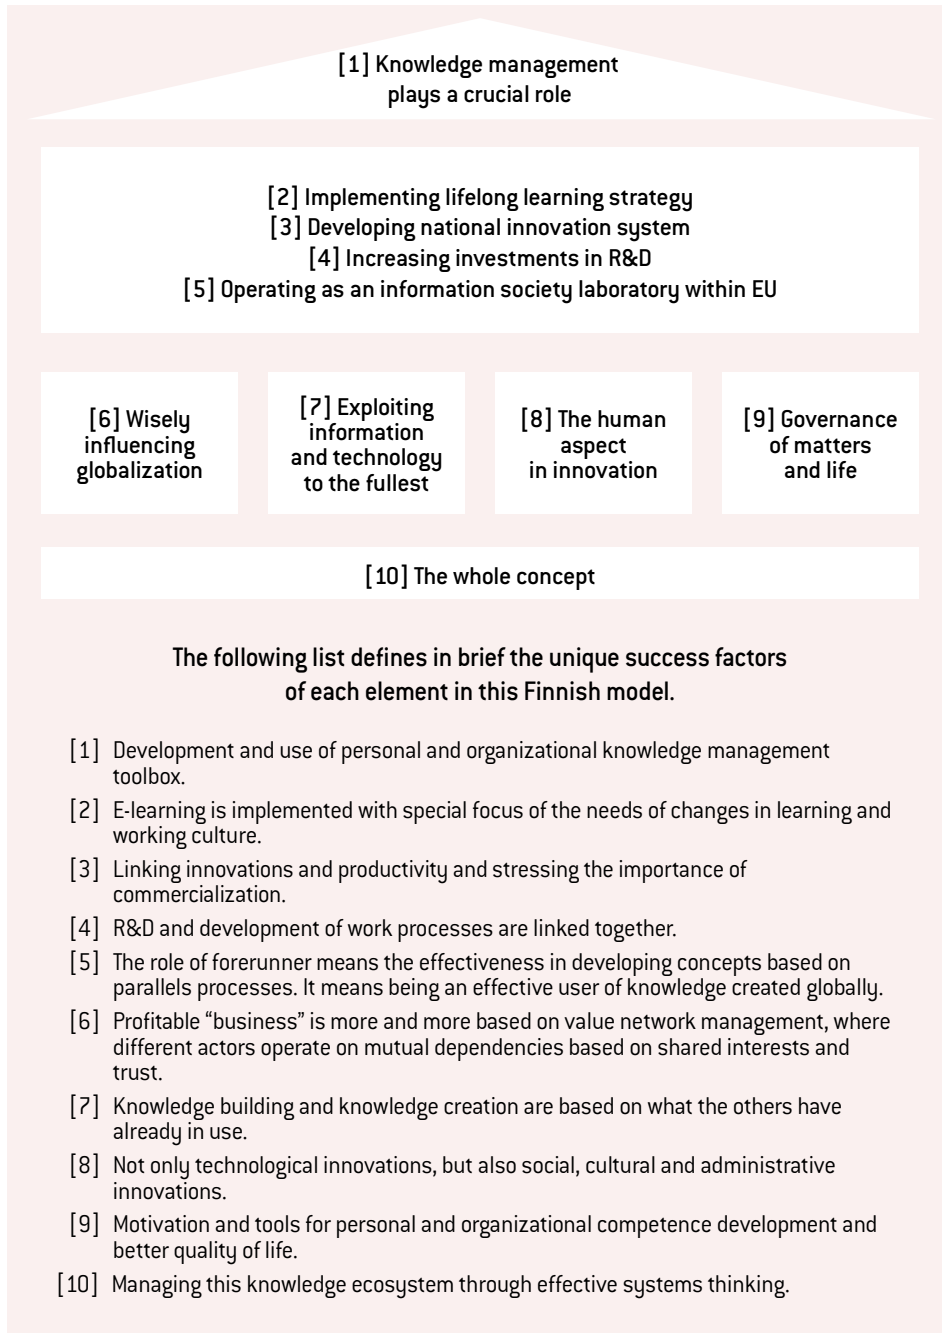 [1] Knowledge management
plays a crucial role
[2] Implementing lifelong learning strategy
[3] Developing national innovation system
[4] Increasing investments in R&D
[5] Operating as an information society laboratory within EU
[6] Wisely
influencing
globalization
[7] Exploiting
information
and technology
to the fullest
[8] The human
aspect
in innovation
[9] Governance
of matters
and life
[10] The whole concept
The following list defines in brief the unique success factors
of each element in this Finnish model.
[1] Development and use of personal and organizational knowledge management
toolbox.
[2] E-learning is implemented with special focus of the needs of changes in learning and
working culture.
[3] Linking innovations and productivity and stressing the importance of
commercialization.
[4] R&D and development of work processes are linked together.
[5] The role of forerunner means the effectiveness in developing concepts based on
parallels processes. It means being an effective user of knowledge created globally.
[6] Profitable “business” is more and more based on value network management, where
different actors operate on mutual dependencies based on shared interests and
trust.
[7] Knowledge building and knowledge creation are based on what the others have
already in use.
[8] Not only technological innovations, but also social, cultural and administrative
innovations.
[9] Motivation and tools for personal and organizational competence development and
better quality of life.
[10] Managing this knowledge ecosystem through effective systems thinking.